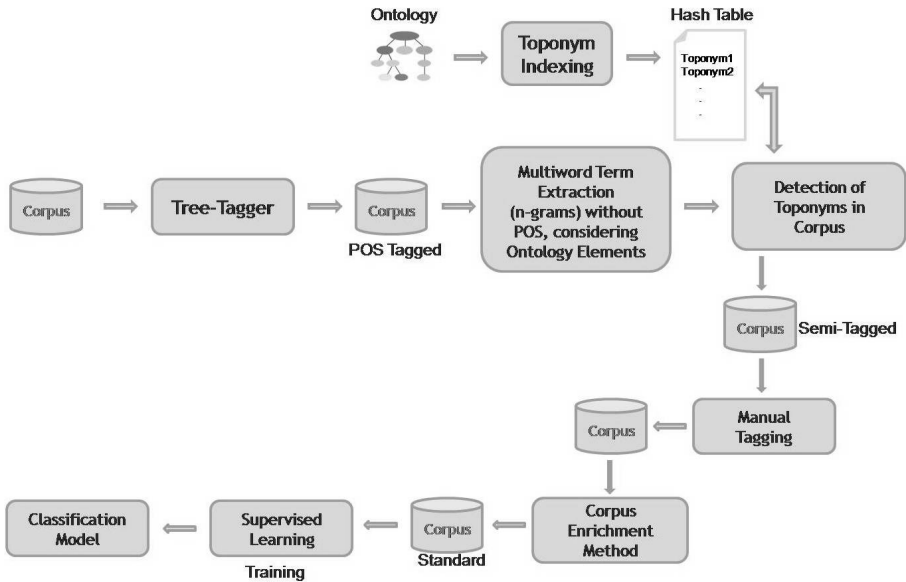 Ontology
Toponym
Indexing
Hash Table
Toponym1
Toponym2
.
.
.
Corpus
Tree-Tagger
Corpus
POS Tagged
Multiword Term
Extraction
(n-grams) without
POS, considering
Ontology Elements
Detection of
Toponyms in
Corpus
Corpus
Semi-Tagged
Manual
Tagging
Corpus
Corpus
Enrichment
Method
Corpus
Standard
Supervised
Learning
Training
Classification
Model